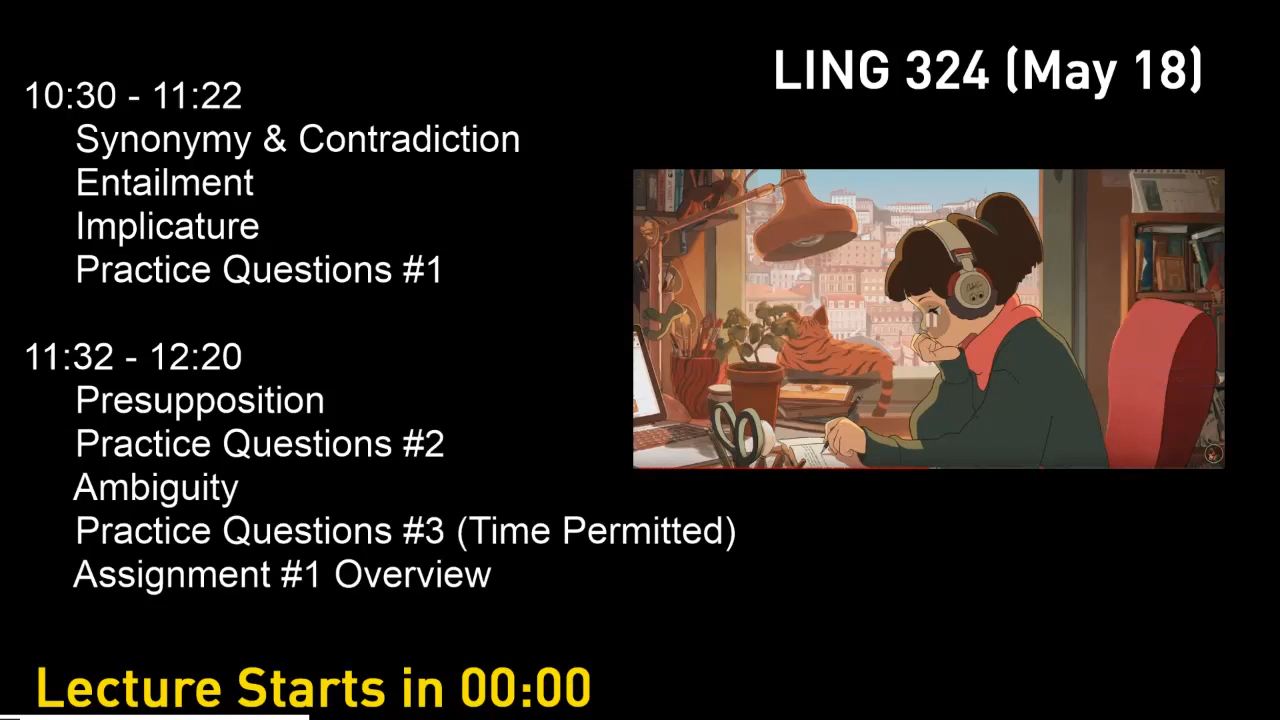 LING 324 (May 18)
10:30 - 11:22
Synonymy & Contradiction
Entailment
Implicature
Practice Questions #1
11:32 - 12:20
Presupposition
Practice Questions #2
Ambiguity
Practice Questions #3 (Time Permitted)
Assignment #1 Overview
Lecture Starts in 00:00